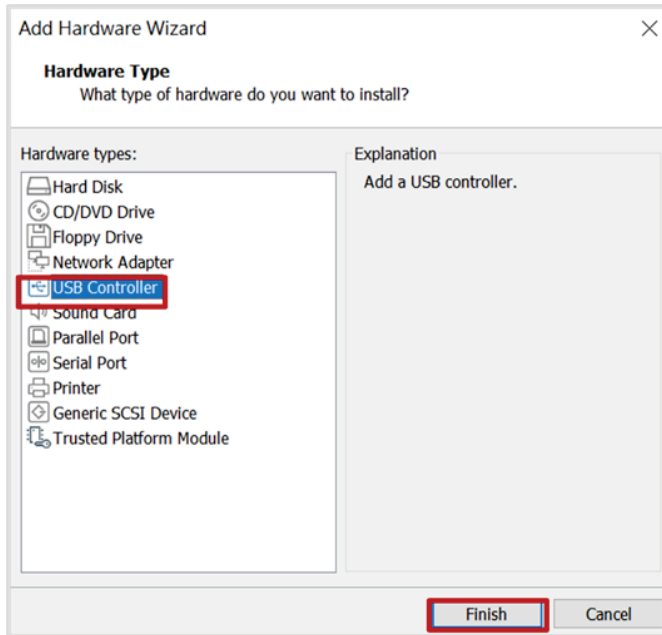 Add Hardware Wizard
Hardware Type
What type of hardware do you want to install?
Hardware types:
Hard Disk
CD/DVD Drive
Floppy Drive
Network Adapter
USB Controller
Sound Card
Parallel Port
Serial Port
Printer
Generic SCSI Device
Trusted Platform Module
Explanation
Add a USB controller.
Finish
Cancel